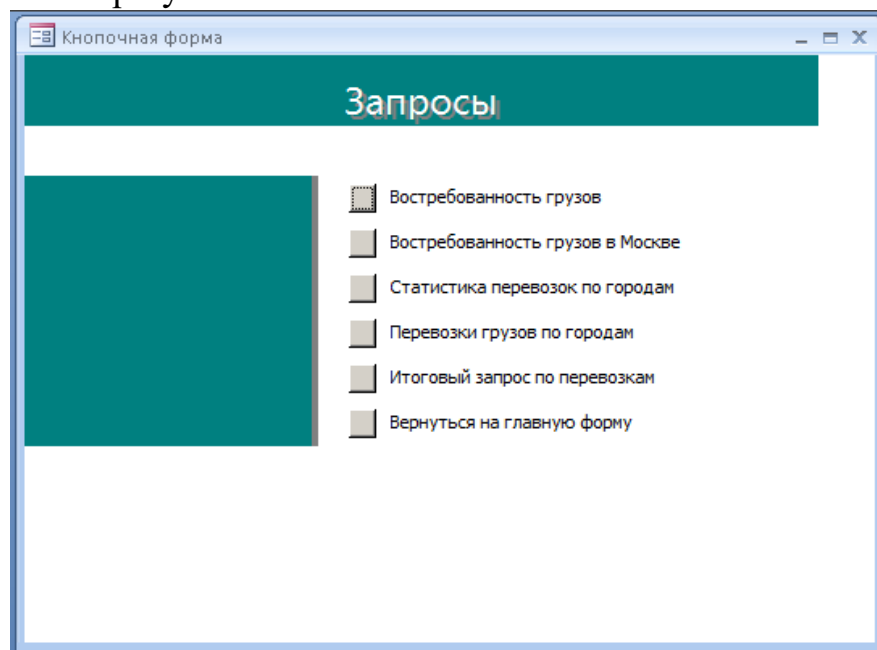 Кнопочная форма
Запросы
Востребованность грузов
Востребованность грузов в Москве
Статистика перевозок по городам
Перевозки грузов по городам
Итоговый запрос по перевозкам
Вернуться на главную форму